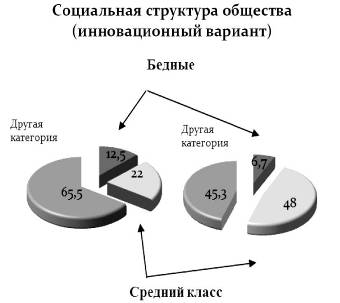 Социальная структура общества
(инновационный вариант)
Бедные
Другая
категория
Другая
категория
12,5
22
65,5
6,7
45,3
48
Средний класс